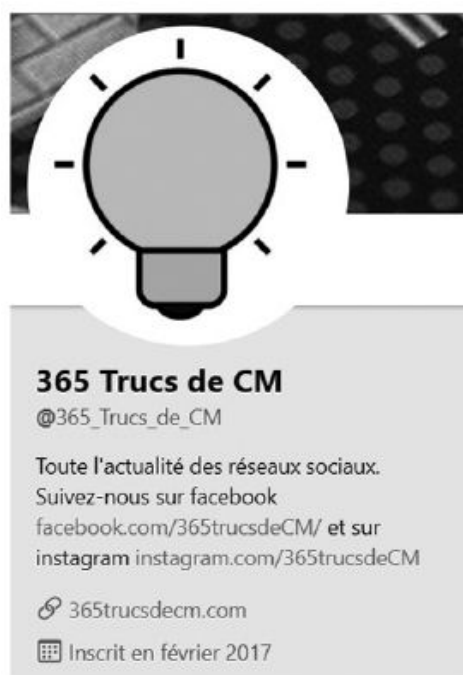 365 Trucs de CM
@365_Trucs_de_CM
Toute l'actualité des réseaux sociaux.
Suivez-nous sur facebook
facebook.com/365trucsdeCM/ et sur
instagram instagram.com/365trucsdeCM
365trucsdecm.com
Inscrit en février 2017